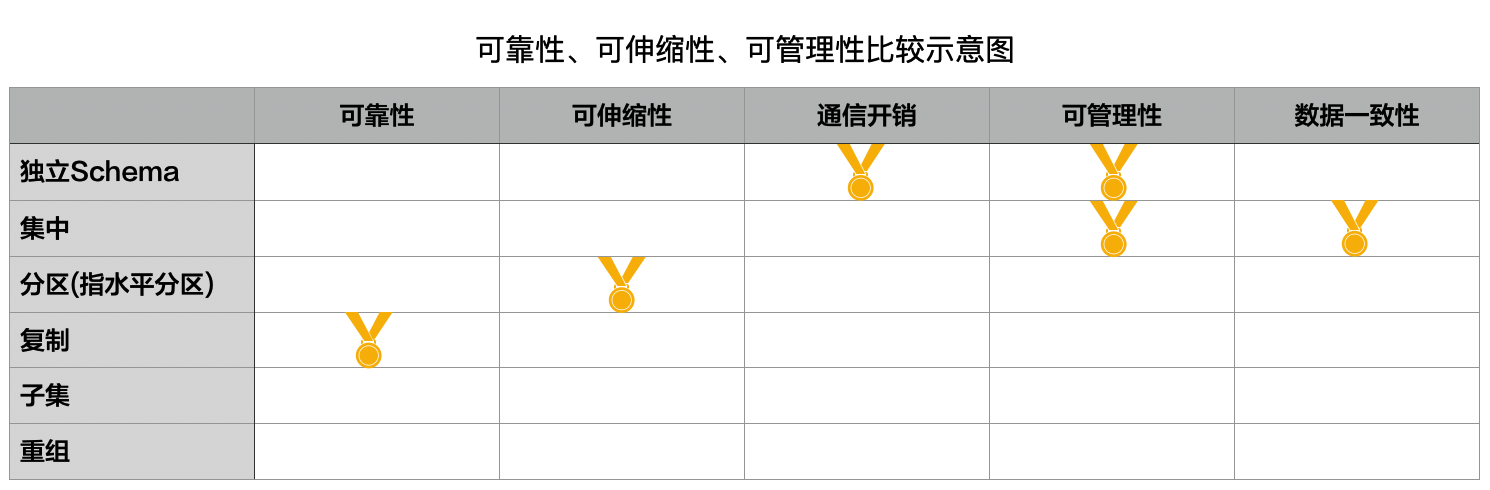 可靠性、可伸缩性、可管理性比较示意图
可靠性 可伸缩性 通信开销 可管理性 数据一致性
独立Schema
集中
分区(指水平分区)
复制
子集
重组